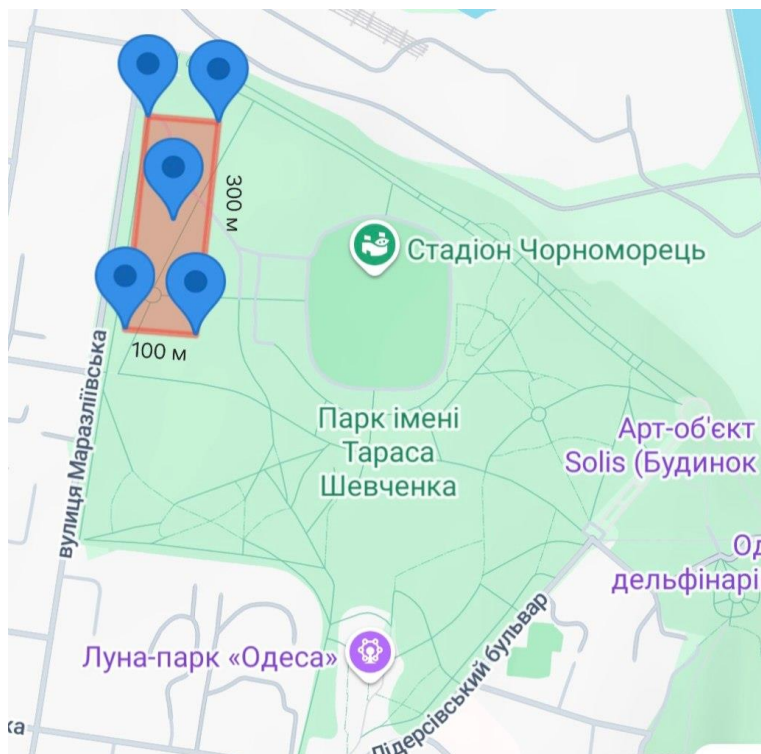 300 м
Стадіон Чорноморець
вулиця Маразліївська
100 м
Парк імені
Тараса
Шевченка
Арт-об'єкт
Solis (Будинок
Од
дельфінарі
Луна-парк «Одеса»
Лідерсівський бульвар
ка